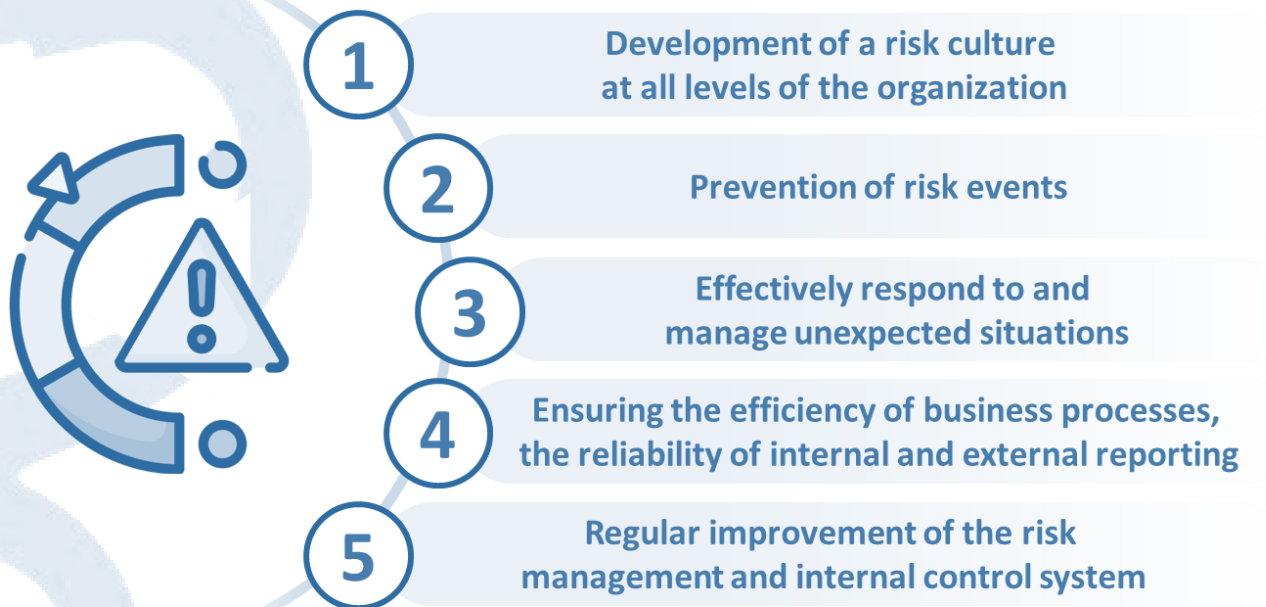 1
Development of a risk culture
at all levels of the organization
2
Prevention of risk events
3
Effectively respond to and
manage unexpected situations
4
Ensuring the efficiency of business processes,
the reliability of internal and external reporting
5
Regular improvement of the risk
management and internal control system